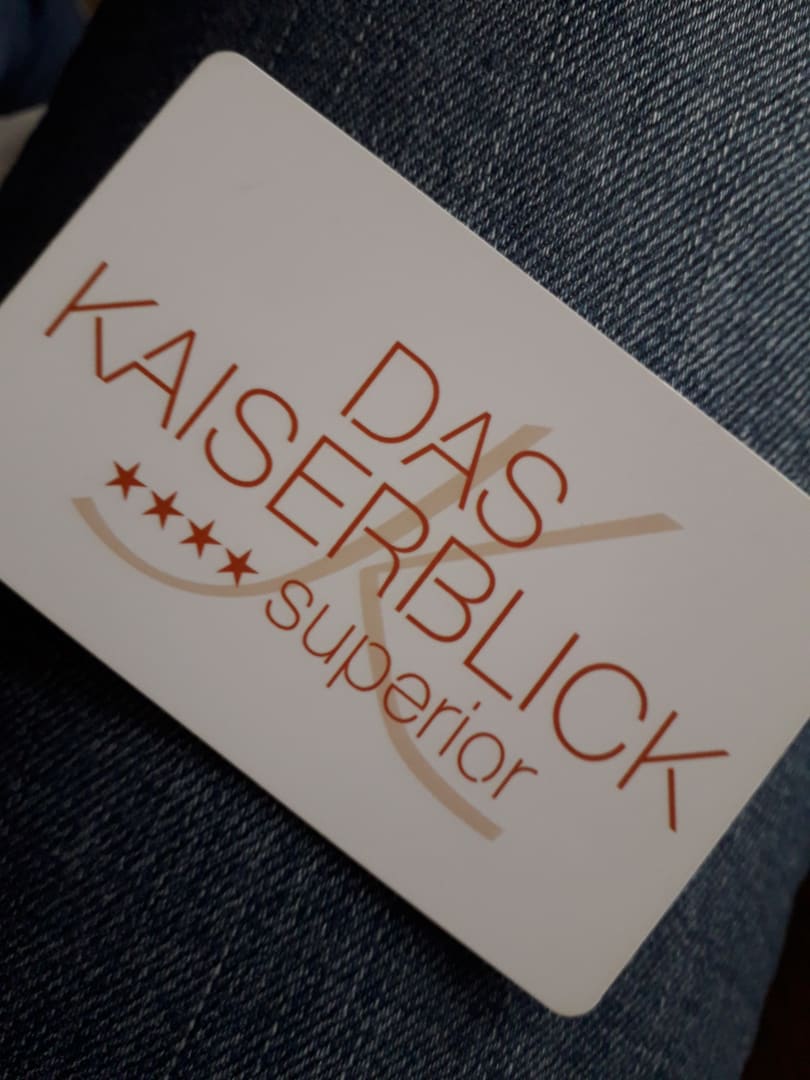 DAS
KAISERBLICK
★★★★ superior